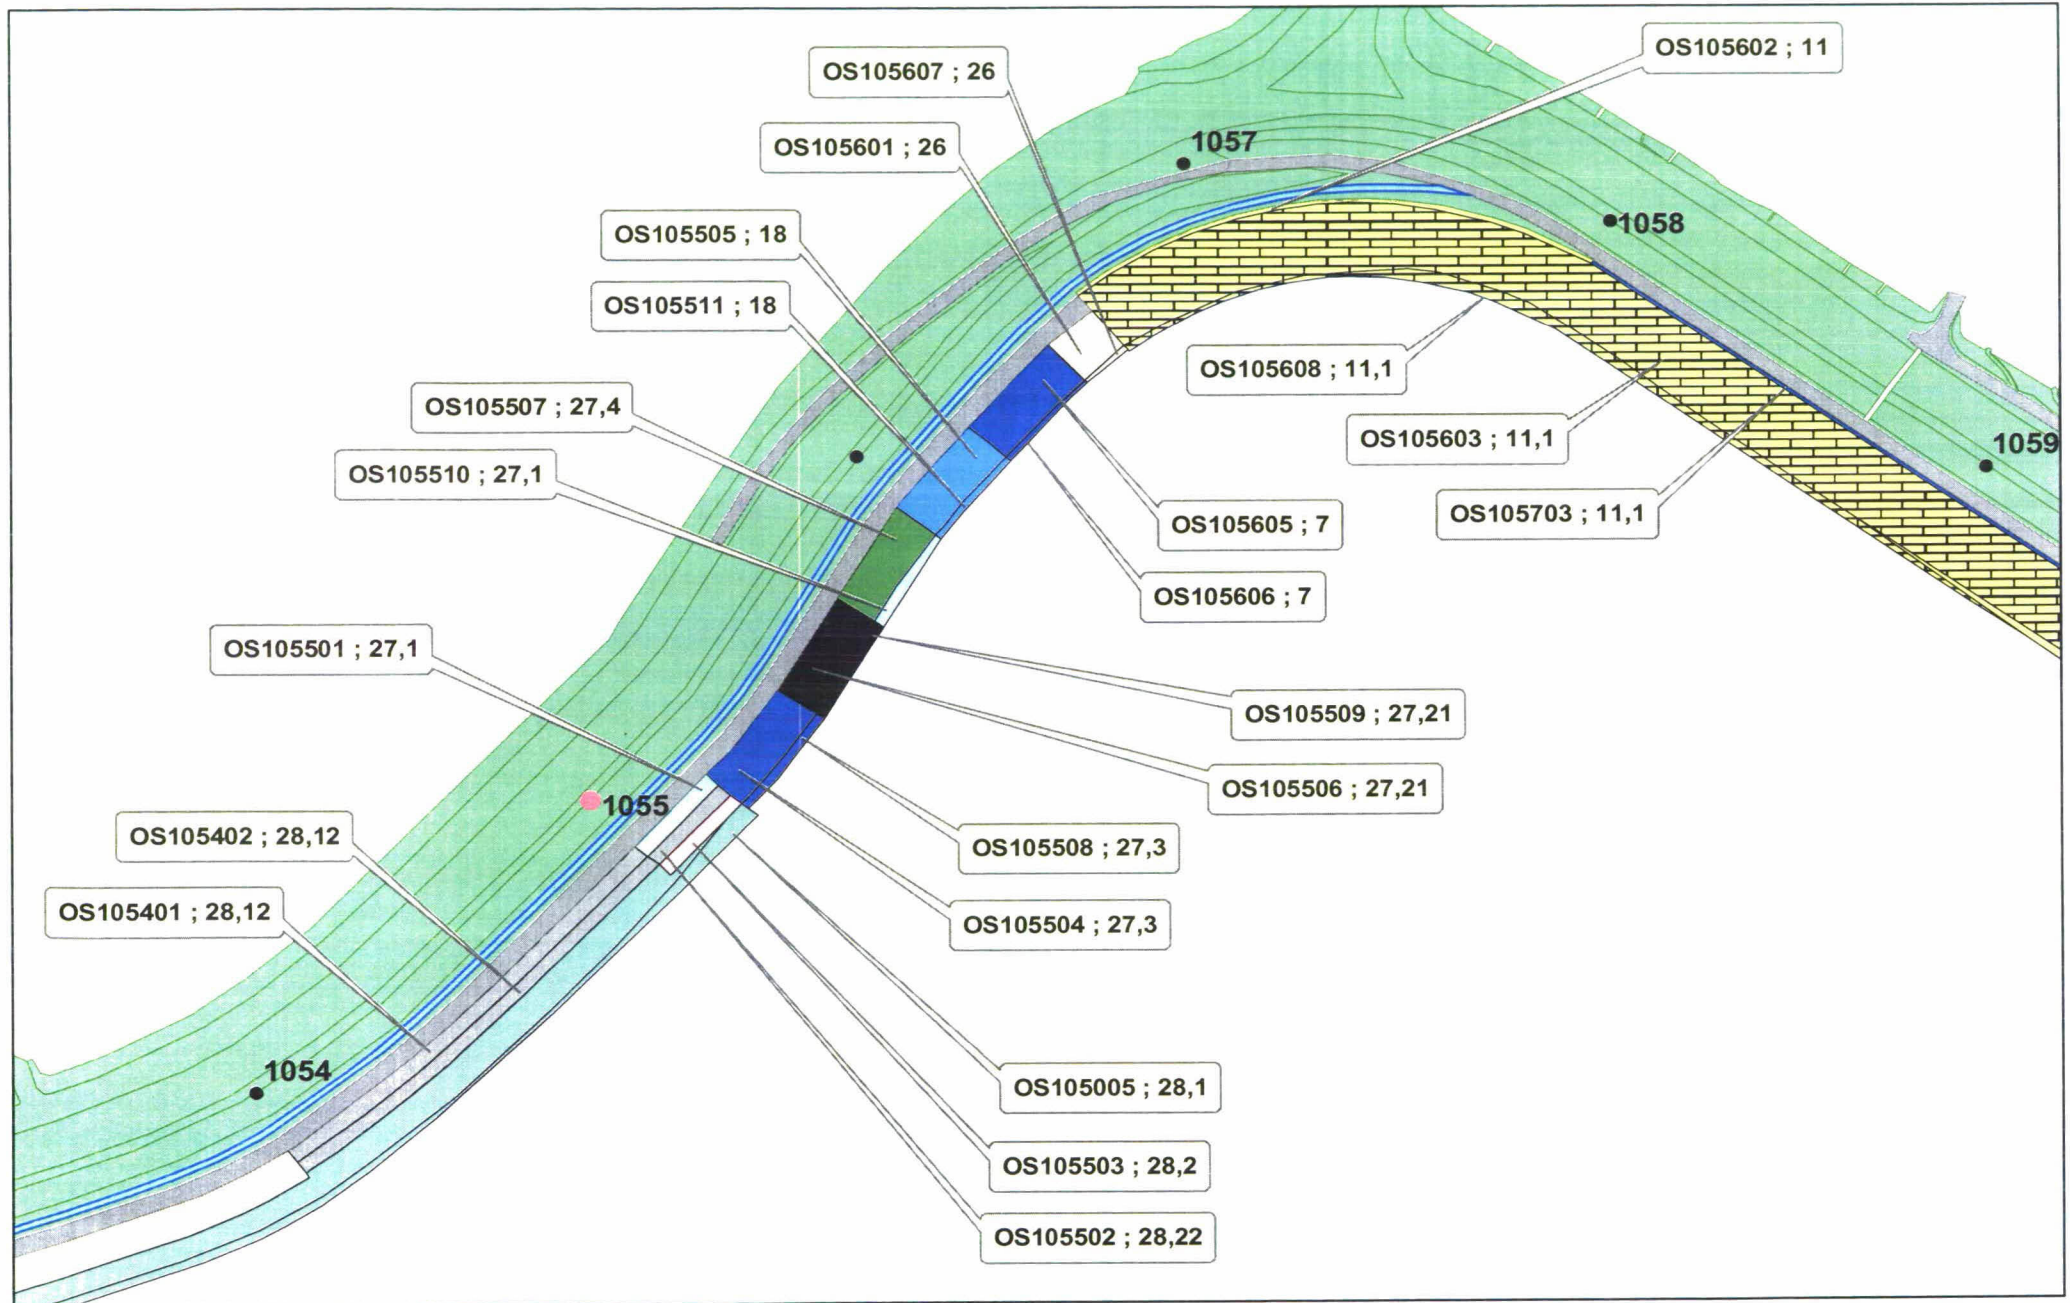 OS105602 ; 11
OS105607 ; 26
OS105601 ; 26
1057
1058
OS105505 ; 18
OS105511 ; 18
OS105608 ; 11,1
OS105507 ; 27,4
OS105603 ; 11,1
1059
OS105510 ; 27,1
OS105703 ; 11,1
OS105605 ; 7
OS105606 ; 7
OS105501 ; 27,1
OS105509 ; 27,21
OS105506 ; 27,21
1055
OS105402 ; 28,12
OS105508 ; 27,3
OS105401 ; 28,12
OS105504 ; 27,3
1054
OS105005 ; 28,1
OS105503 ; 28,2
OS105502 ; 28,22